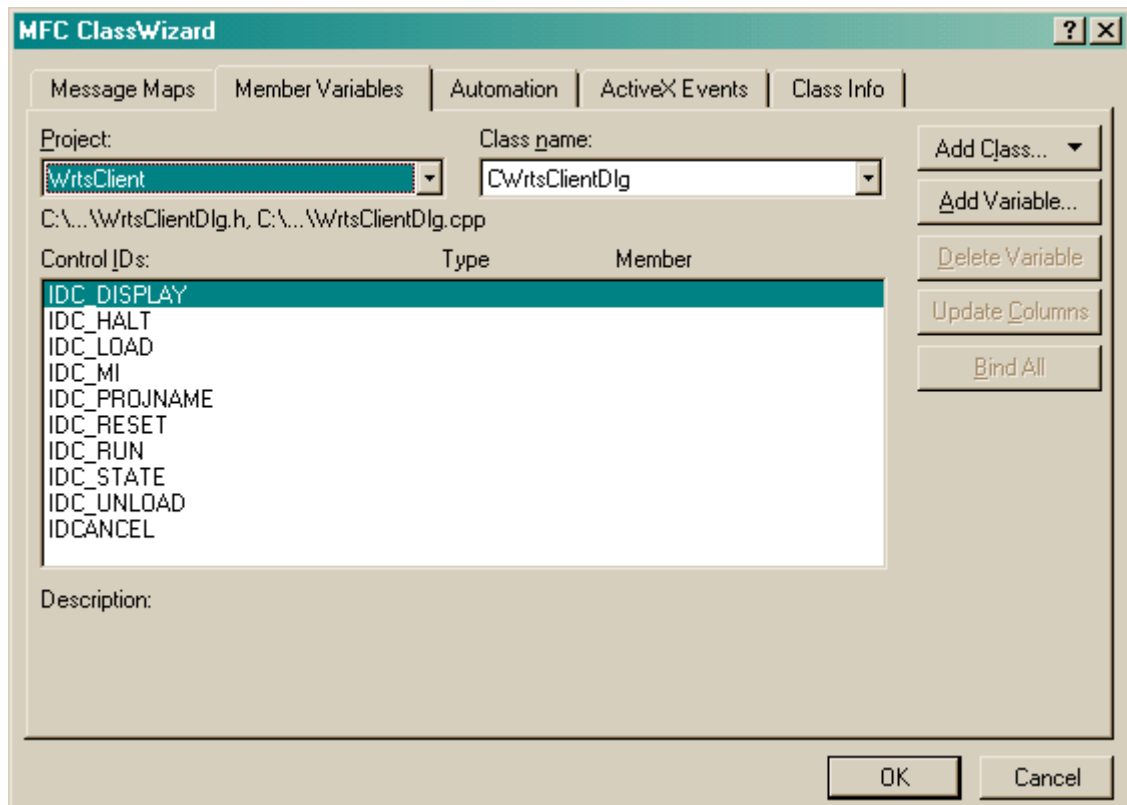 MFC ClassWizard
Message Maps Member Variables Automation ActiveX Events Class Info
Project: Class name:
WrtsClient CWrtsClientDlg
Add Class...
Add Variable...
C:\...\WrtsClientDlg.h, C:\...\WrtsClientDlg.cpp
Control IDs: Type Member
Delete Variable
Update Columns
Bind All
IDC_DISPLAY
IDC_HALT
IDC_LOAD
IDC_MI
IDC_PROJNAME
IDC_RESET
IDC_RUN
IDC_STATE
IDC_UNLOAD
IDCANCEL
Description:
OK Cancel